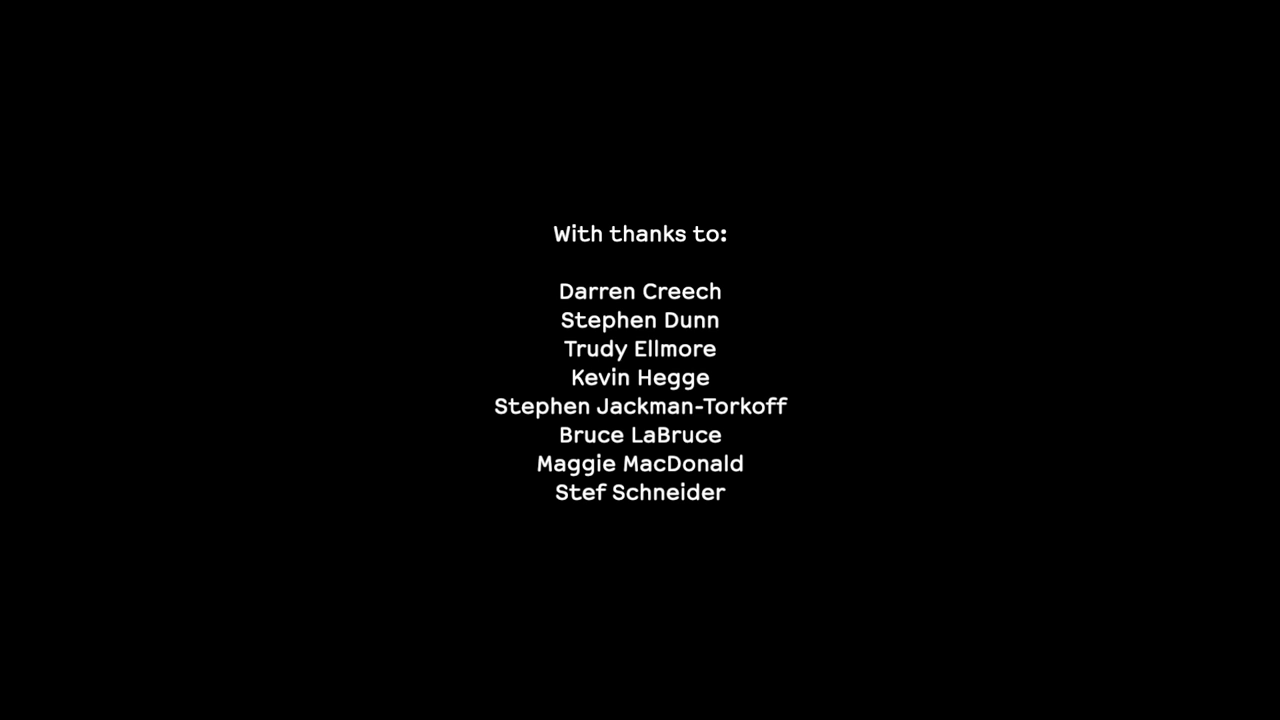 With thanks to:
Darren Creech
Stephen Dunn
Trudy Ellmore
Kevin Hegge
Stephen Jackman-Torkoff
Bruce LaBruce
Maggie MacDonald
Stef Schneider